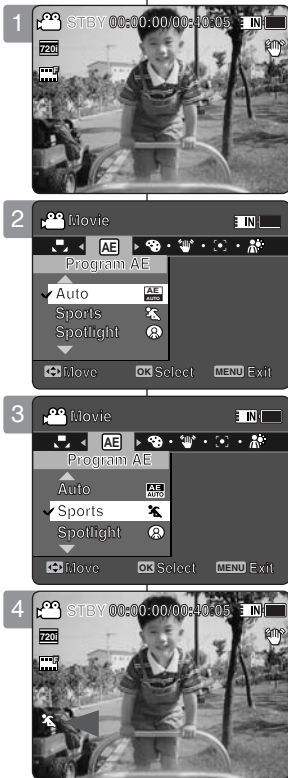 1
STBY 00:00:00/00:40:05 IN
720i
2
Movie IN
AE
Program AE
Auto AE AUTO
Sports
Spotlight
Move OK Select MENU Exit
3
Movie IN
AE
Program AE
Auto AE AUTO
Sports
Spotlight
Move OK Select MENU Exit
4
STBY 00:00:00/00:40:05 IN
720i